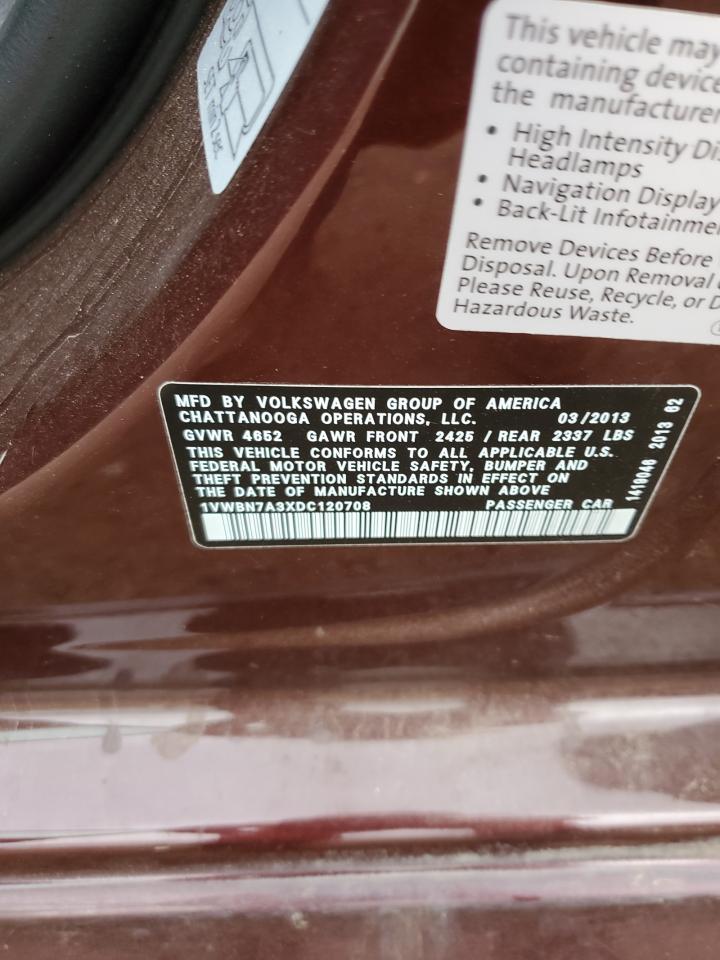 This vehicle may
containing device
the manufacturer
• High Intensity Di
Headlamps
• Navigation Display
• Back-Lit Infotainme
Remove Devices Before
Disposal. Upon Removal
Please Reuse, Recycle, or D
Hazardous Waste.
MFD BY VOLKSWAGEN GROUP OF AMERICA
CHATTANOOGA OPERATIONS, LLC. 03/2013
GVWR 4652 GAWR FRONT 2425 / REAR 2337 LBS
THIS VEHICLE CONFORMS TO ALL APPLICABLE U.S.
FEDERAL MOTOR VEHICLE SAFETY, BUMPER AND
THEFT PREVENTION STANDARDS IN EFFECT ON
THE DATE OF MANUFACTURE SHOWN ABOVE
1VWBN7A3XDC120708 PASSENGER CAR
1419046 2013 62